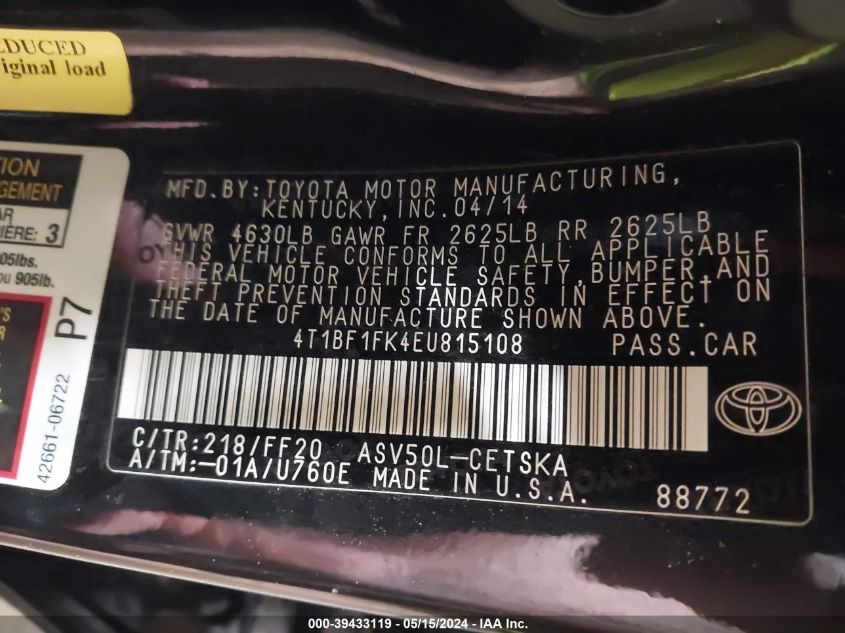 LDUCED
riginal load
TION
GEMENT
AR
IÈRE: 3
905lbs.
ou 905lb.
'S
R
42661-06722
P7
MFD.BY:TOYOTA MOTOR MANUFACTURING,
KENTUCKY,INC.04/14
GVWR 4630LB GAWR FR 2625LB RR 2625LB
THIS VEHICLE CONFORMS TO ALL APPLICABLE
FEDERAL MOTOR VEHICLE SAFETY,BUMPER,AND
THEFT PREVENTION STANDARDS IN EFFECT ON
THE DATE OF MANUFACTURE SHOWN ABOVE.
4T1BF1FK4EU815108 PASS.CAR
C/TR:218/FF20 ASV50L-CETSKA
A/TM:-01A/U760E MADE IN U.S.A.
88772
000-39433119 - 05/15/2024 - IAA Inc.